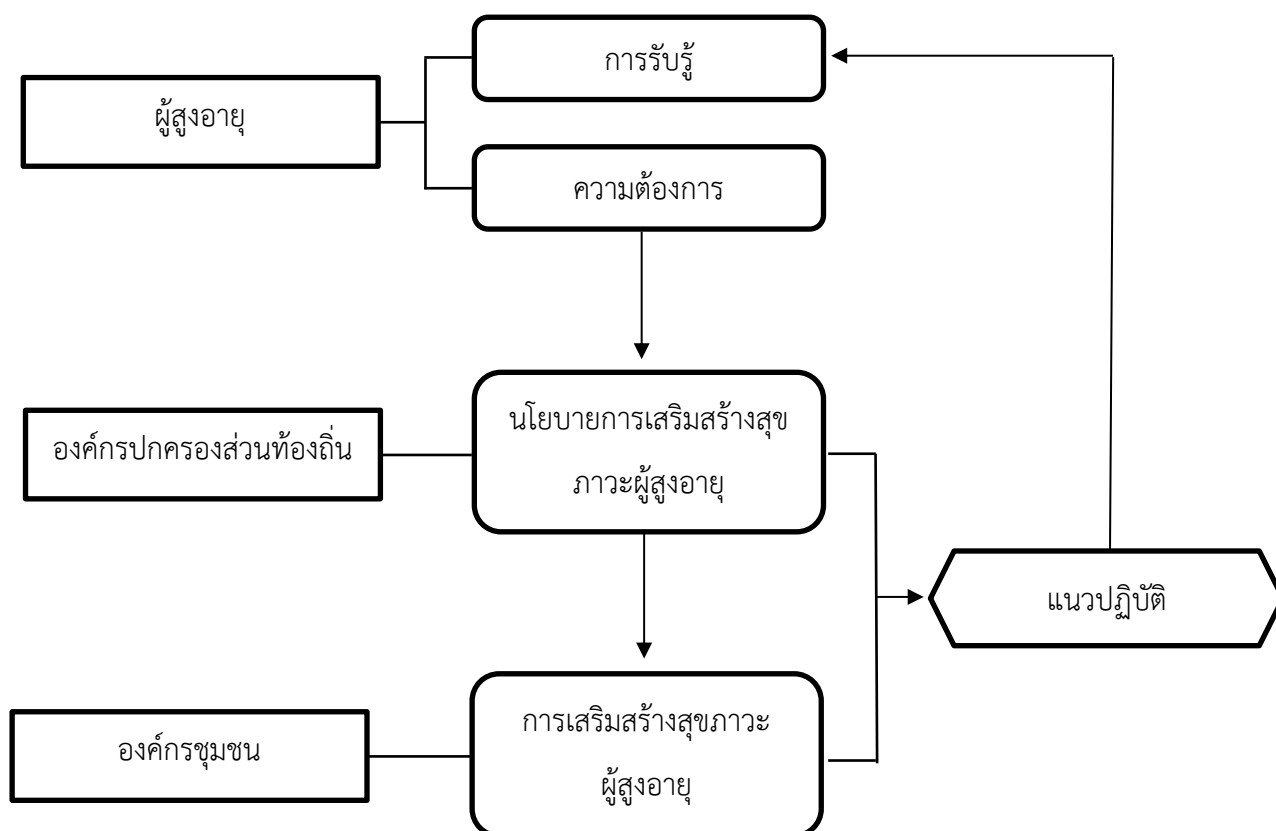 การรับรู้
ผู้สูงอายุ
ความต้องการ
นโยบายการเสริมสร้างสุข
ภาวะผู้สูงอายุ
องค์กรปกครองส่วนท้องถิ่น
แนวปฏิบัติ
การเสริมสร้างสุขภาวะ
ผู้สูงอายุ
องค์กรชุมชน